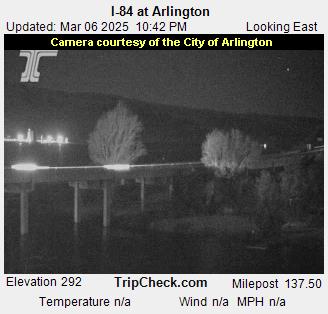 I-84 at Arlington
Updated: Mar 06 2025 10:42 PM Looking East
Camera courtesy of the City of Arlington
Elevation 292 TripCheck.com Milepost 137.50
Temperature n/a Wind n/a MPH n/a